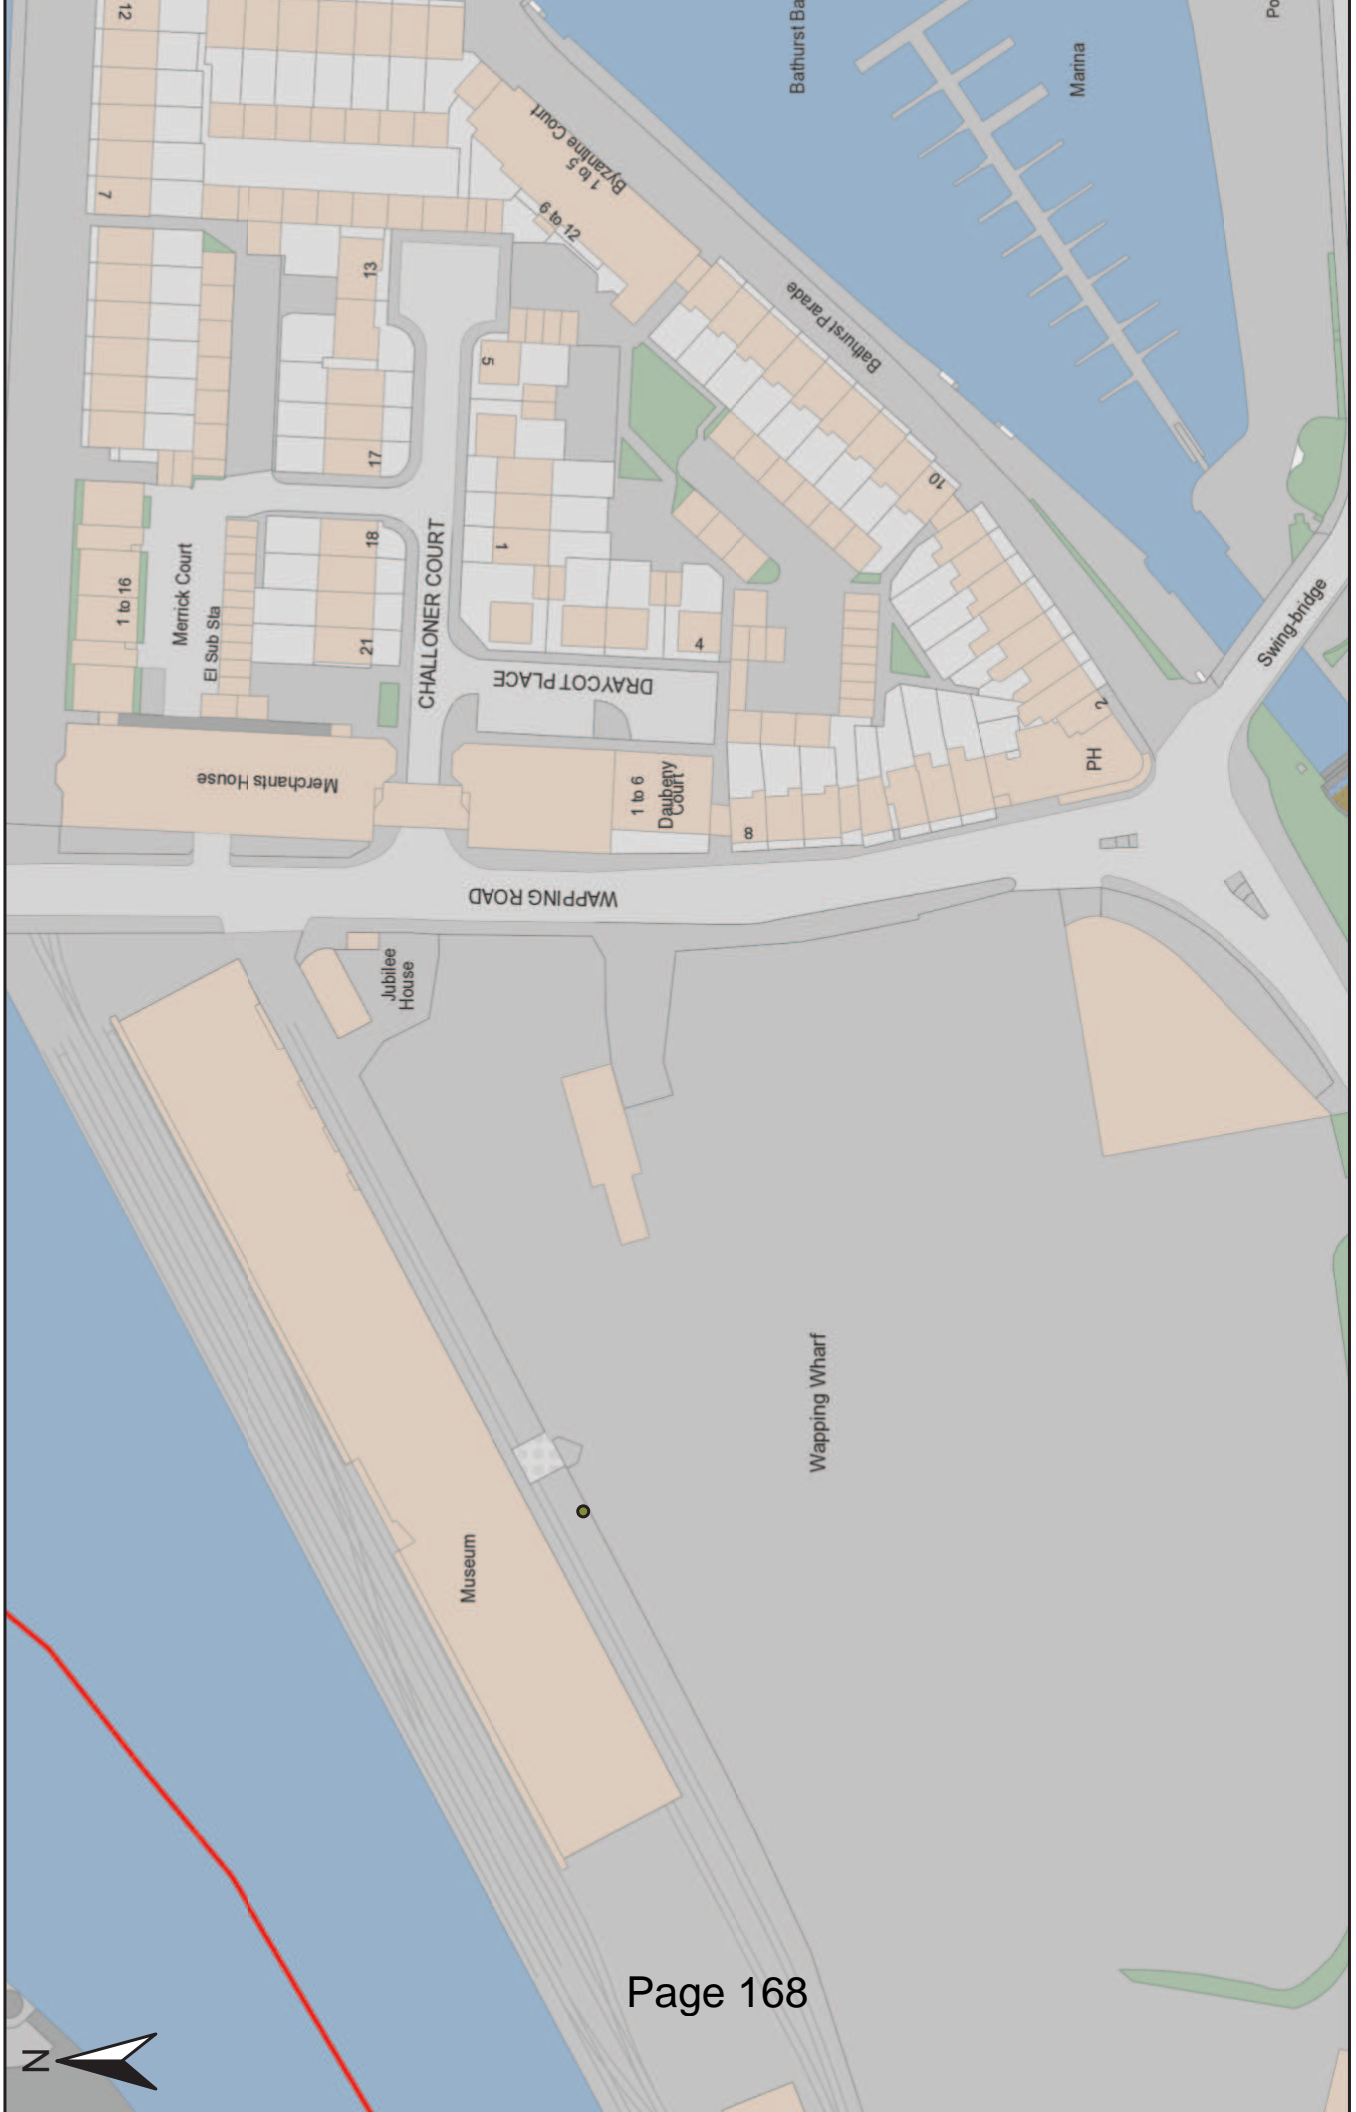 12
Bathurst Ba
Marina
Po
7
Byzantine Court
1 to 5
6 to 12
13
Bathurst Parade
5
17
10
18
1
CHALLONER COURT
1 to 16
Merrick Court
El Sub Sta
21
4
DRAYCOT PLACE
Swing-bridge
2
PH
Merchants House
1 to 6
Daubeny
Court
8
WAPPING ROAD
Jubilee
House
Wapping Wharf
Museum
Page 168
N